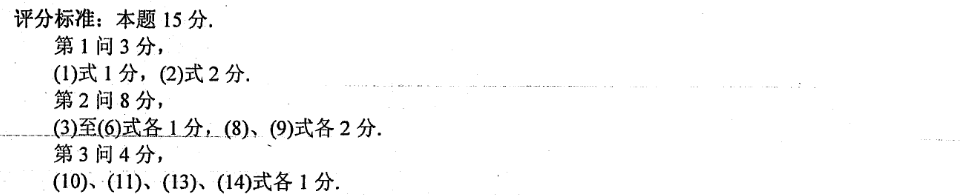 评分标准：本题 15 分.
第 1 问 3 分，
(1)式 1 分，(2)式 2 分.
第 2 问 8 分，
(3)至(6)式各 1 分，(8)、(9)式各 2 分.
第 3 问 4 分，
(10)、(11)、(13)、(14)式各 1 分.